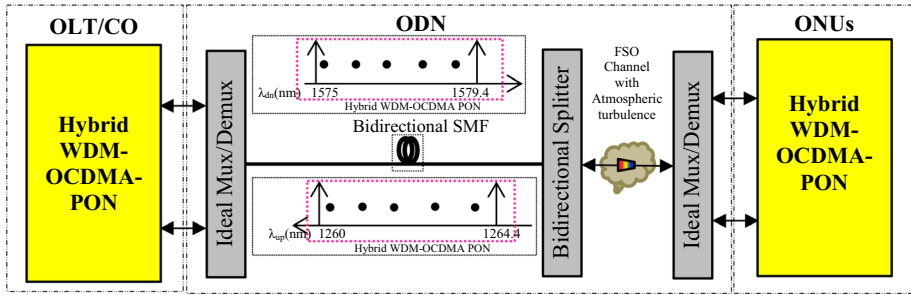 OLT/CO
ODN
ONUs
Hybrid
WDM-
OCDMA-
PON
Ideal Mux/Demux
λdn(nm)
1575
1579.4
Hybrid WDM-OCDMA PON
Bidirectional SMF
λup(nm)
1260
1264.4
Hybrid WDM-OCDMA PON
Bidirectional Splitter
FSO
Channel
with
Atmospheric
turbulence
Ideal Mux/Demux
Hybrid
WDM-
OCDMA-
PON